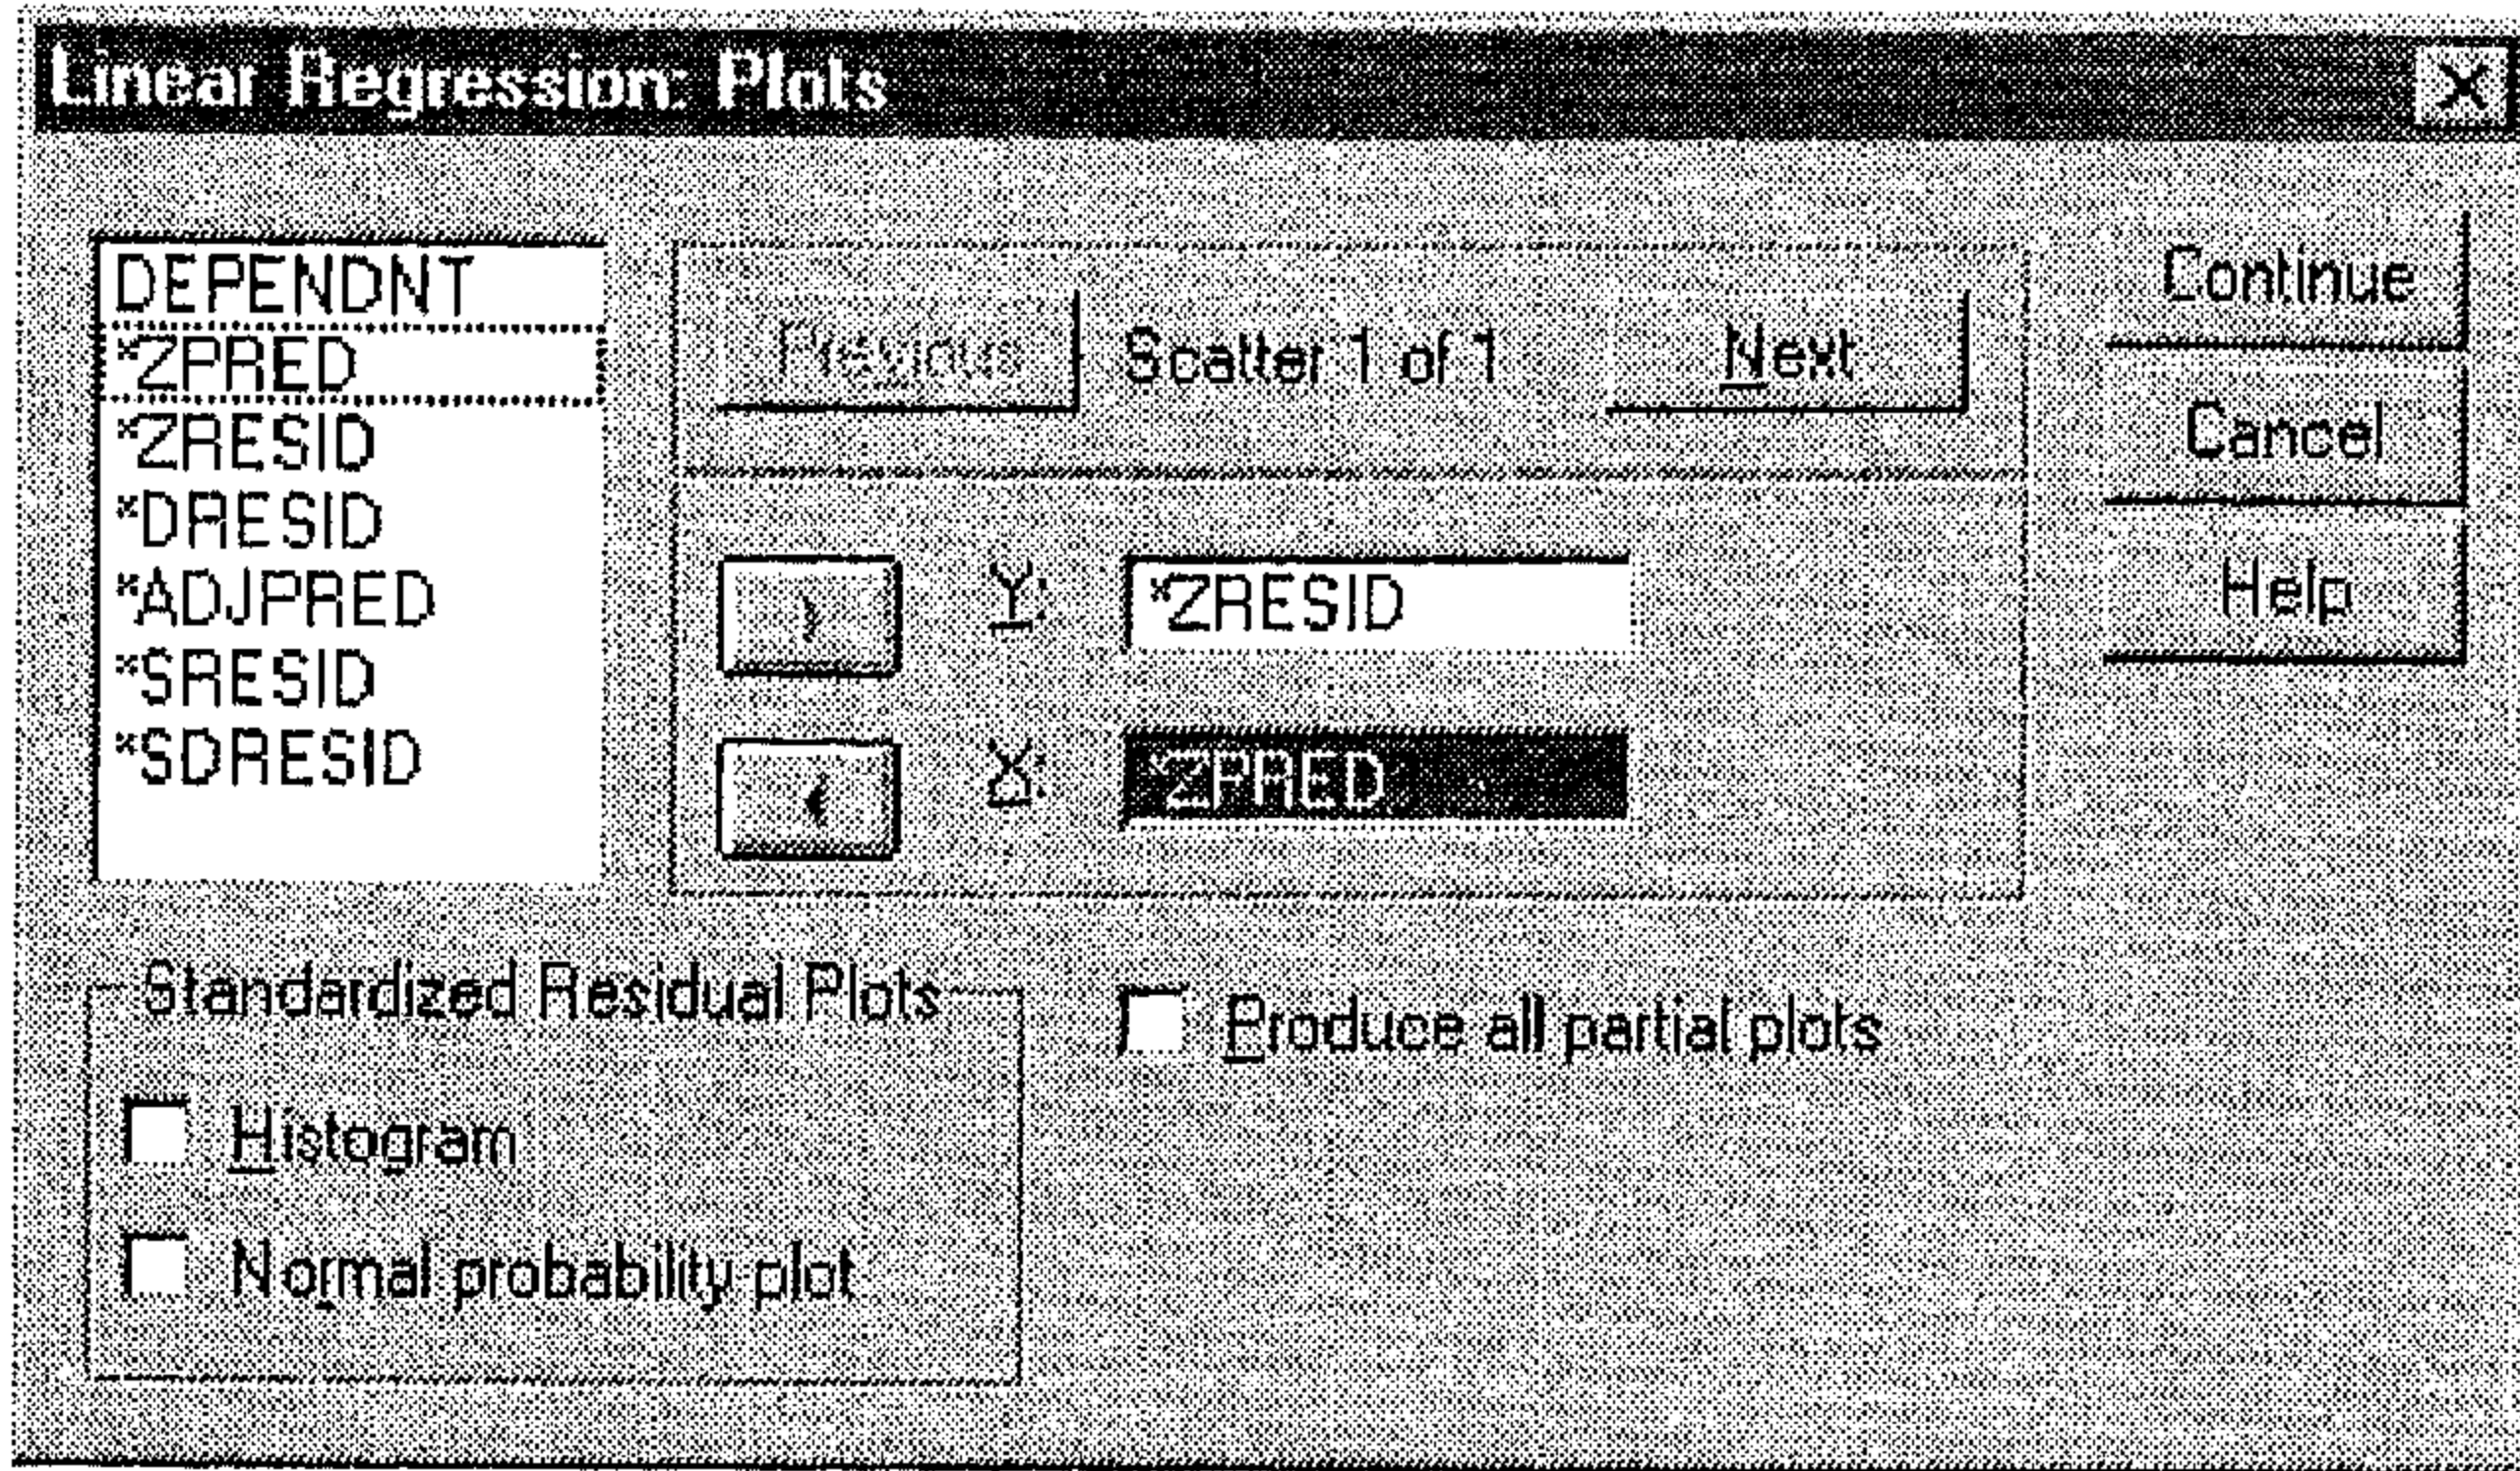 Linear Regression: Plots
DEPENDNT
*ZPRED
*ZRESID
*DRESID
*ADJPRED
*SRESID
*SDRESID
Previous
Scatter 1 of 1
Next
Y:
*ZRESID
X:
*ZPRED
Continue
Cancel
Help
Standardized Residual Plots
Histogram
Normal probability plot
Produce all partial plots